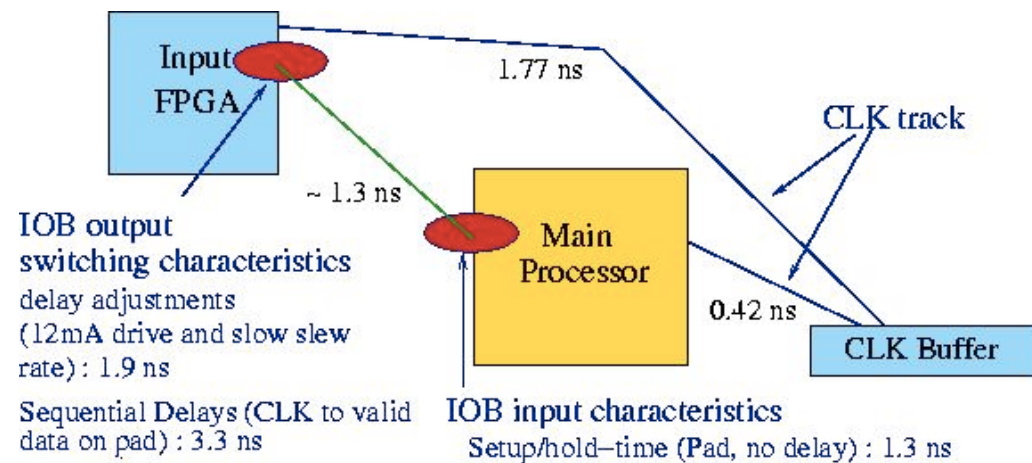 Input
FPGA
1.77 ns
CLK track
~ 1.3 ns
IOB output
switching characteristics
delay adjustments
(12mA drive and slow slew
rate) : 1.9 ns
Sequential Delays (CLK to valid
data on pad) : 3.3 ns
Main
Processor
0.42 ns
CLK Buffer
IOB input characteristics
Setup/hold-time (Pad, no delay) : 1.3 ns